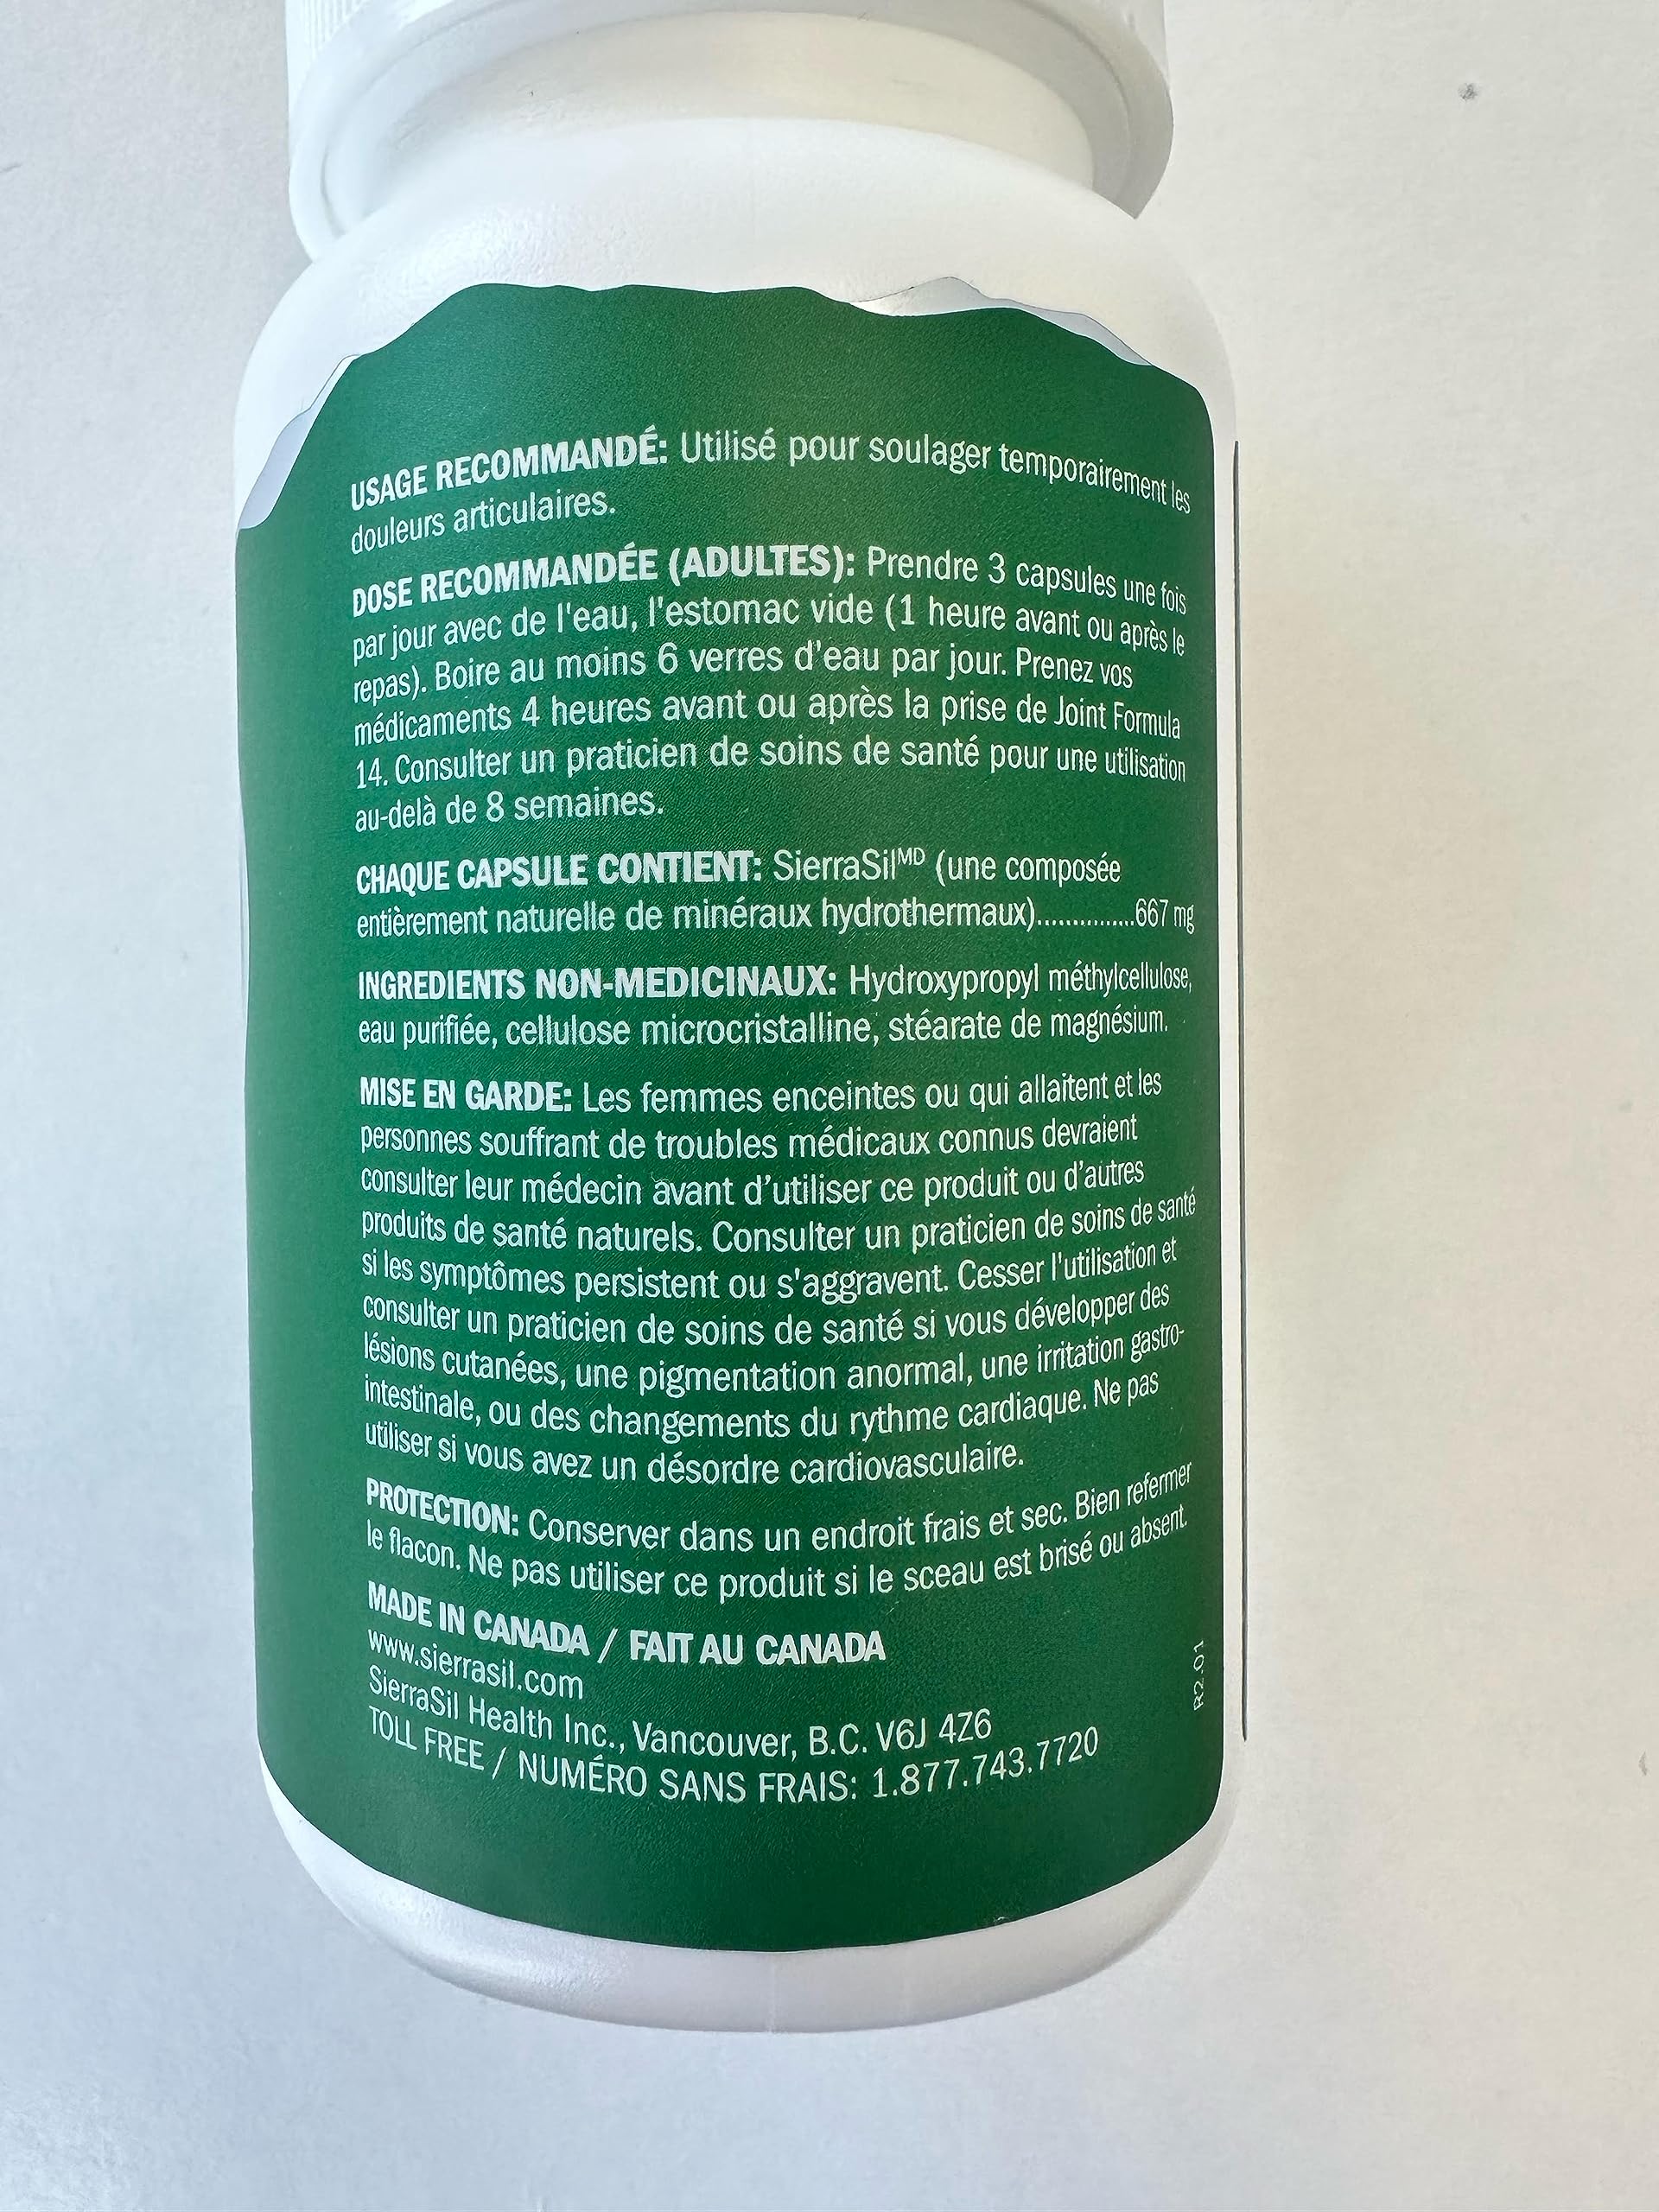 USAGE RECOMMANDÉ: Utilisé pour soulager temporairement les
douleurs articulaires.
DOSE RECOMMANDÉE (ADULTES): Prendre 3 capsules une fois
par jour avec de l'eau, l'estomac vide (1 heure avant ou après le
repas). Boire au moins 6 verres d'eau par jour. Prenez vos
médicaments 4 heures avant ou après la prise de Joint Formula
14. Consulter un praticien de soins de santé pour une utilisation
au-delà de 8 semaines.
CHAQUE CAPSULE CONTIENT: SierraSilᴹᴰ (une composée
entièrement naturelle de minéraux hydrothermaux)..............667 mg
INGREDIENTS NON-MEDICINAUX: Hydroxypropyl méthylcellulose,
eau purifiée, cellulose microcristalline, stéarate de magnésium.
MISE EN GARDE: Les femmes enceintes ou qui allaitent et les
personnes souffrant de troubles médicaux connus devraient
consulter leur médecin avant d'utiliser ce produit ou d'autres
produits de santé naturels. Consulter un praticien de soins de santé
si les symptômes persistent ou s'aggravent. Cesser l'utilisation et
consulter un praticien de soins de santé si vous développer des
lésions cutanées, une pigmentation anormal, une irritation gastro-
intestinale, ou des changements du rythme cardiaque. Ne pas
utiliser si vous avez un désordre cardiovasculaire.
PROTECTION: Conserver dans un endroit frais et sec. Bien refermer
le flacon. Ne pas utiliser ce produit si le sceau est brisé ou absent.
MADE IN CANADA / FAIT AU CANADA
www.sierrasil.com
SierraSil Health Inc., Vancouver, B.C. V6J 4Z6
TOLL FREE / NUMÉRO SANS FRAIS: 1.877.743.7720
R2.01